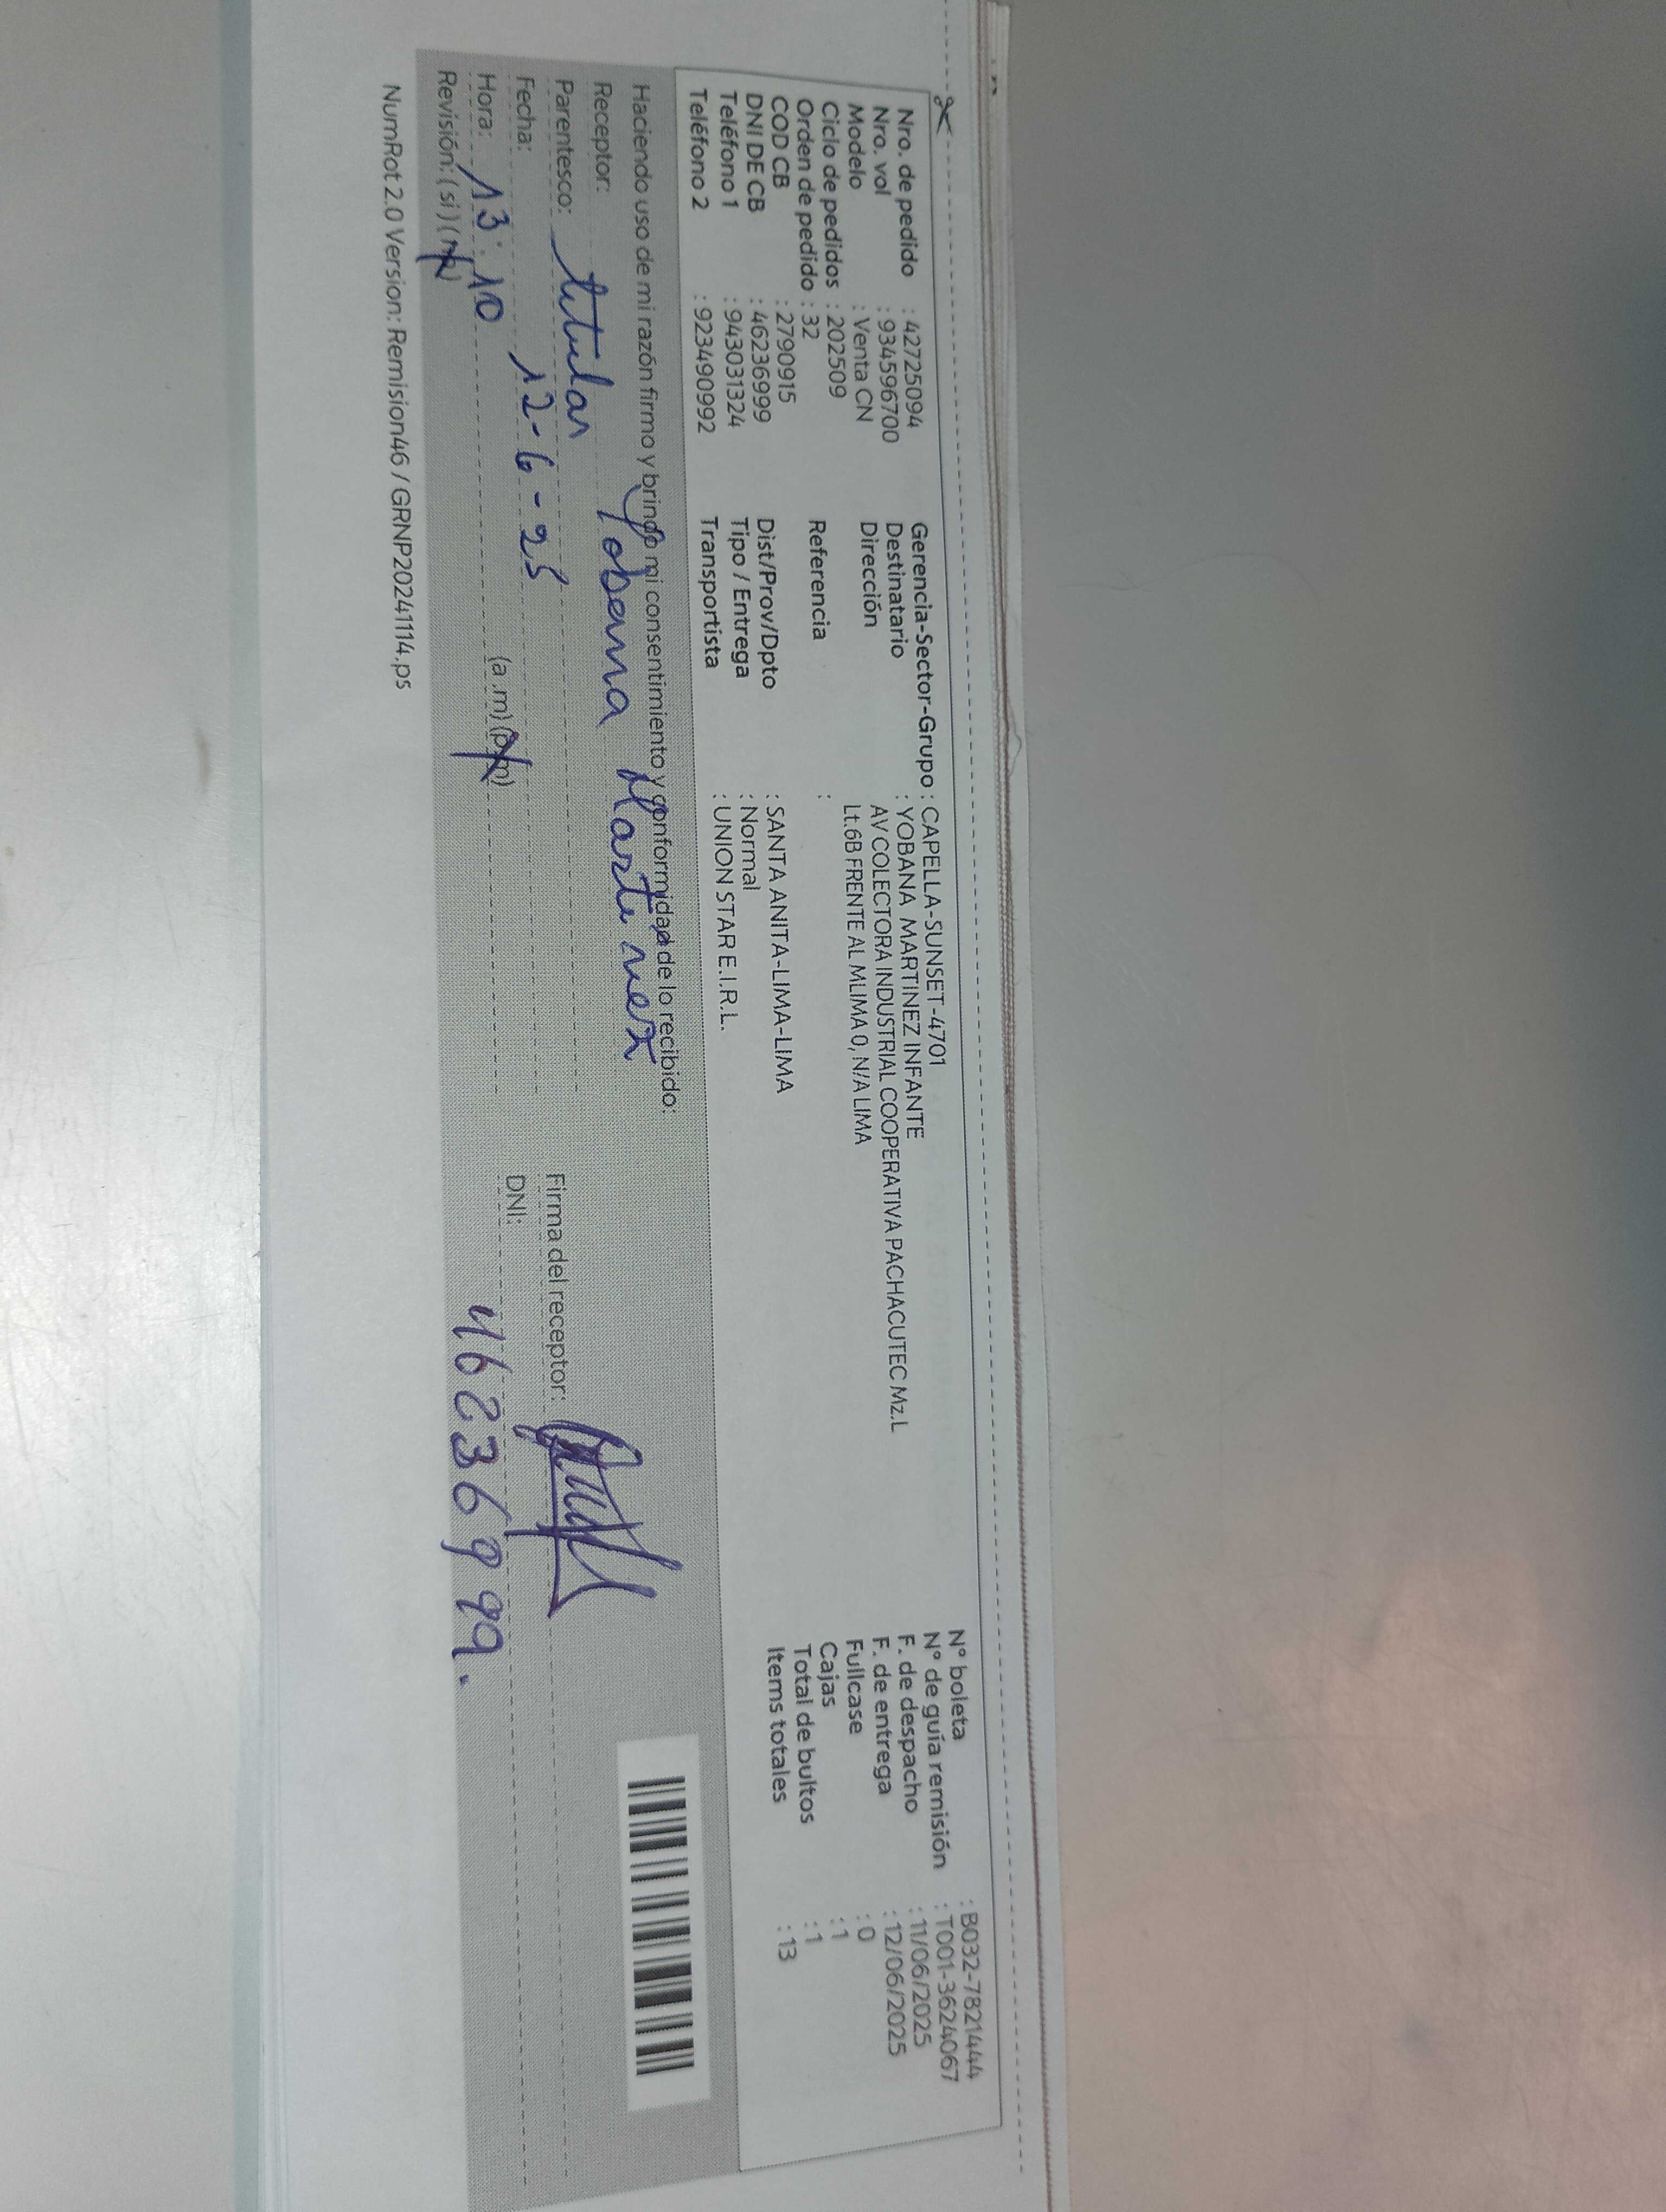 Nro. de pedido : 42725094
Nro. vol : 934596700
Modelo : Venta CN
Ciclo de pedidos : 202509
Orden de pedido : 32
COD CB : 2790915
DNI DE CB : 46236999
Teléfono 1 : 943031324
Teléfono 2 : 923490992
Gerencia-Sector-Grupo : CAPELLA-SUNSET-4701
Destinatario : YOBANA MARTINEZ INFANTE
Dirección AV COLECTORA INDUSTRIAL COOPERATIVA PACHACUTEC Mz.L
Lt.6B FRENTE AL MLIMA 0, N/A LIMA
Referencia :
Dist/Prov/Dpto : SANTA ANITA-LIMA-LIMA
Tipo / Entrega : Normal
Transportista : UNION STAR E.I.R.L.
N° boleta : B032-7821444
N° de guía remisión : T001-3624067
F. de despacho : 11/06/2025
F. de entrega : 12/06/2025
Fullcase : 0
Cajas : 1
Total de bultos : 1
Items totales : 13
Haciendo uso de mi razón firmo y brindo mi consentimiento y conformidad de lo recibido:
Receptor: Yobana Martinez
Parentesco: titular
Fecha: 12-6-25
Hora: 13:10 (a.m) (p.m)
Revisión: (si) (no)
Firma del receptor:
DNI: 46236999.
NumRot 2.0 Version: Remision46 / GRNP20241114.ps